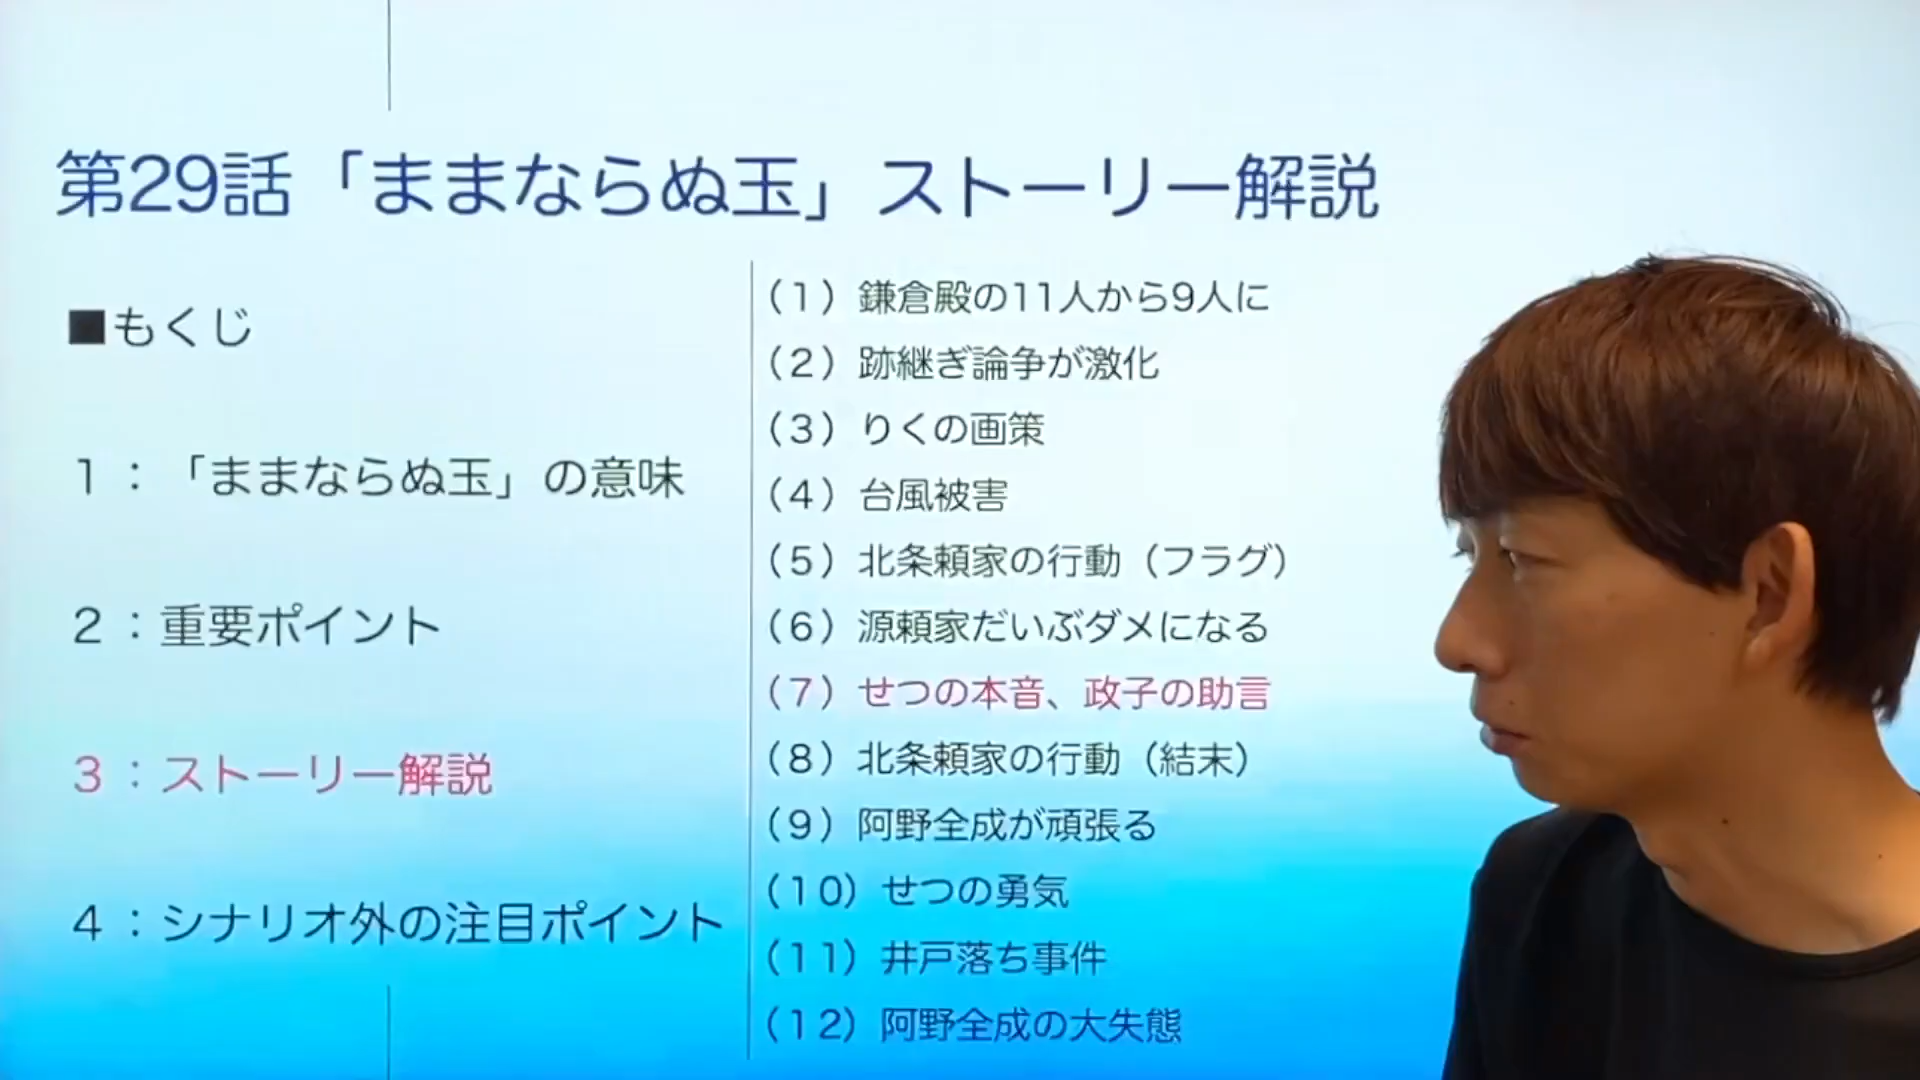 第29話「ままならぬ玉」ストーリー解説
■もくじ
１：「ままならぬ玉」の意味
２：重要ポイント
３：ストーリー解説
４：シナリオ外の注目ポイント
（１）鎌倉殿の11人から9人に
（２）跡継ぎ論争が激化
（３）りくの画策
（４）台風被害
（５）北条頼家の行動（フラグ）
（６）源頼家だいぶダメになる
（７）せつの本音、政子の助言
（８）北条頼家の行動（結末）
（９）阿野全成が頑張る
（１０）せつの勇気
（１１）井戸落ち事件
（１２）阿野全成の大失態